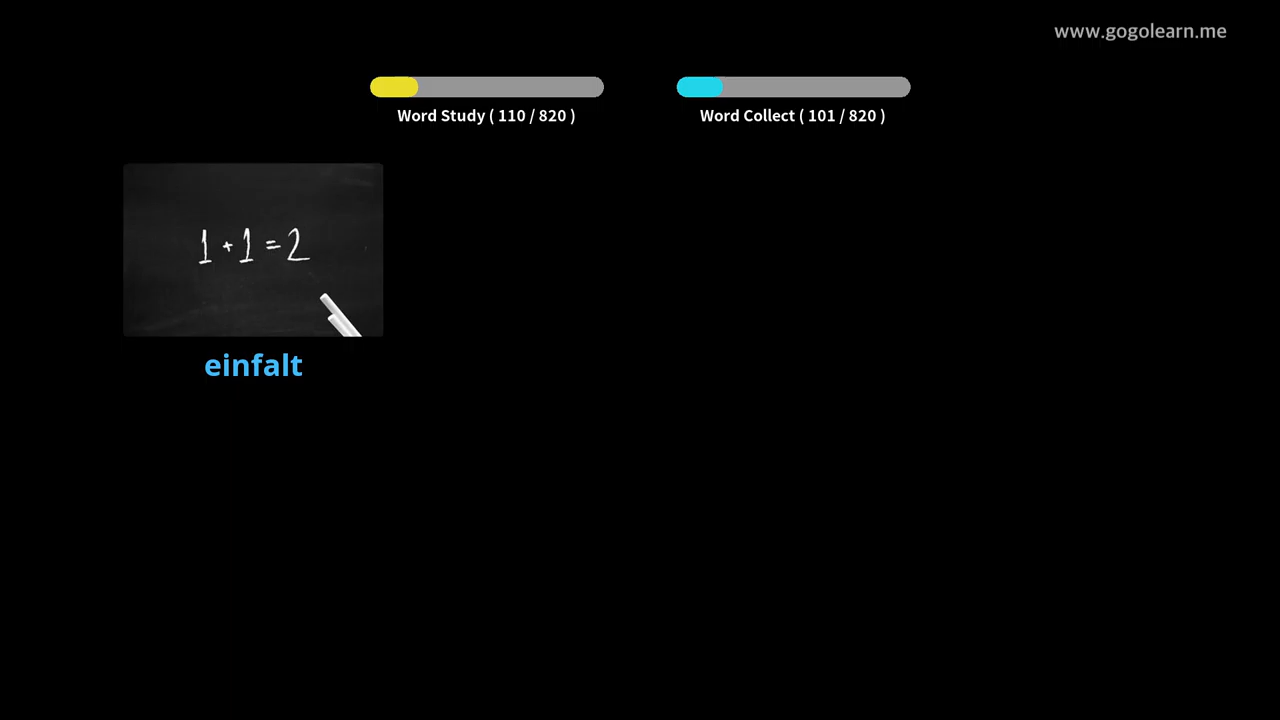 www.gogolearn.me
Word Study ( 110 / 820 )
Word Collect ( 101 / 820 )
1 + 1 = 2
einfalt